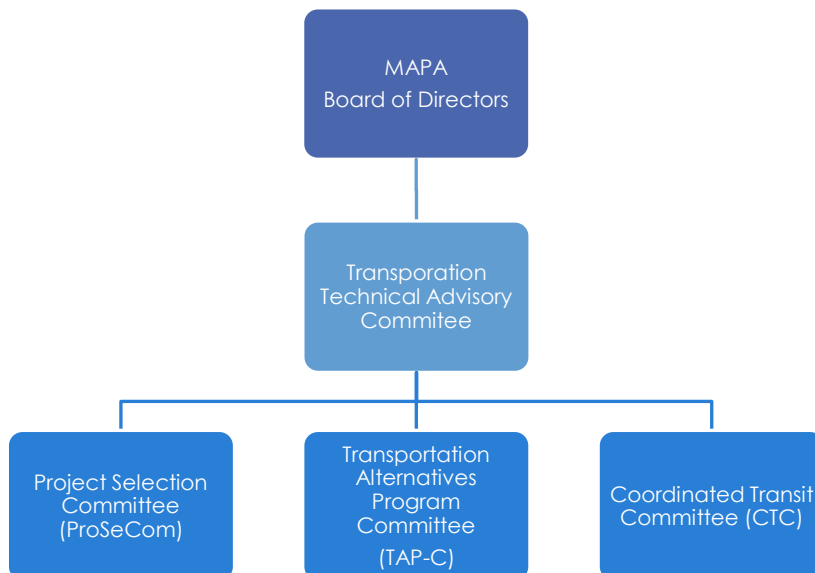 MAPA
Board of Directors
Transporation
Technical Advisory
Commitee
Project Selection
Committee
(ProSeCom)
Transportation
Alternatives
Program
Committee
(TAP-C)
Coordinated Transit
Committee (CTC)